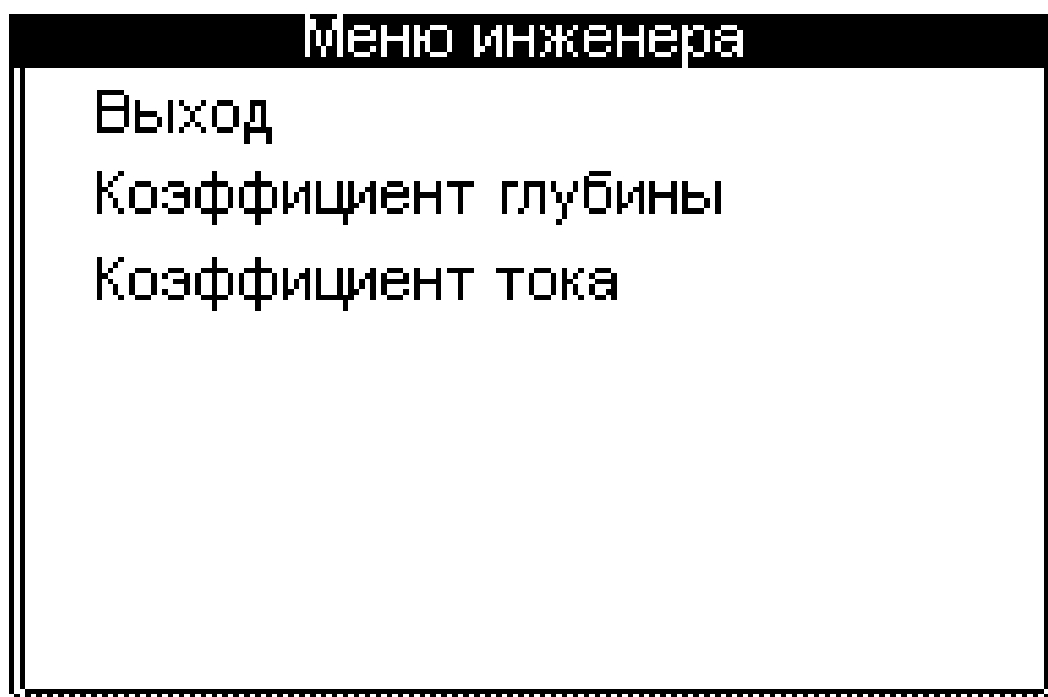 Меню инженера
Выход
Коэффициент глубины
Коэффициент тока